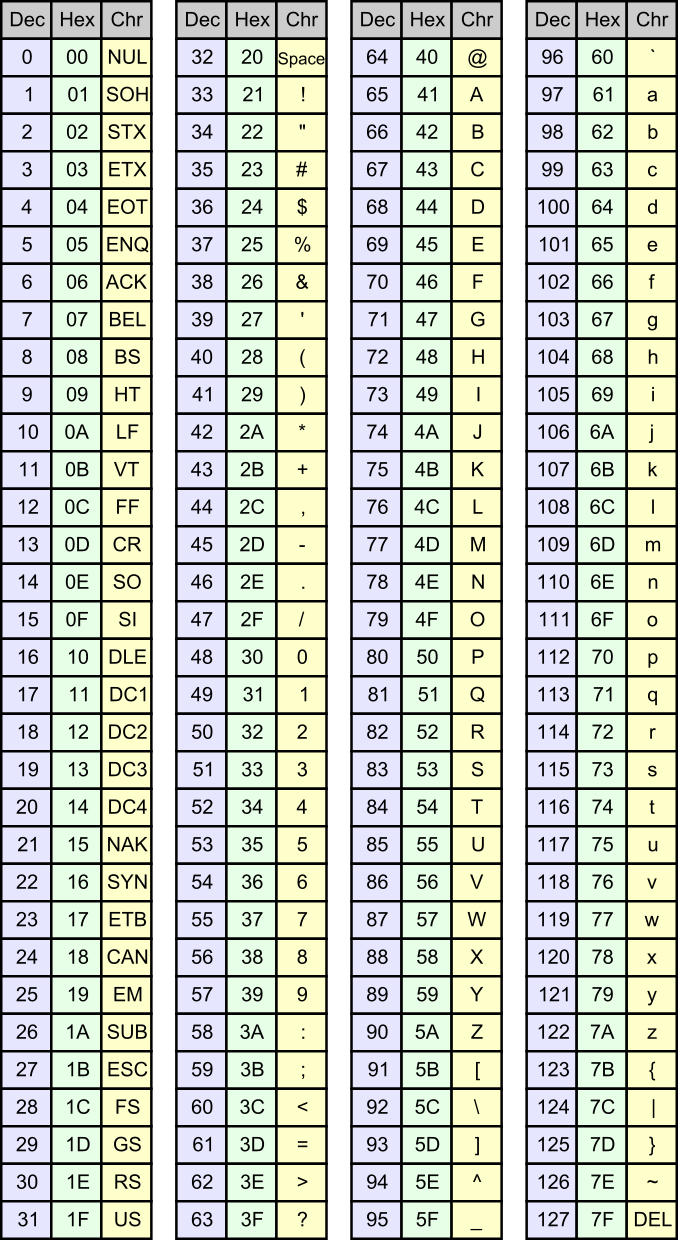 Dec Hex Chr Dec Hex Chr Dec Hex Chr Dec Hex Chr
0 00 NUL 32 20 Space 64 40 @ 96 60 `
1 01 SOH 33 21 ! 65 41 A 97 61 a
2 02 STX 34 22 " 66 42 B 98 62 b
3 03 ETX 35 23 # 67 43 C 99 63 c
4 04 EOT 36 24 $ 68 44 D 100 64 d
5 05 ENQ 37 25 % 69 45 E 101 65 e
6 06 ACK 38 26 & 70 46 F 102 66 f
7 07 BEL 39 27 ' 71 47 G 103 67 g
8 08 BS 40 28 ( 72 48 H 104 68 h
9 09 HT 41 29 ) 73 49 I 105 69 i
10 0A LF 42 2A * 74 4A J 106 6A j
11 0B VT 43 2B + 75 4B K 107 6B k
12 0C FF 44 2C , 76 4C L 108 6C l
13 0D CR 45 2D - 77 4D M 109 6D m
14 0E SO 46 2E . 78 4E N 110 6E n
15 0F SI 47 2F / 79 4F O 111 6F o
16 10 DLE 48 30 0 80 50 P 112 70 p
17 11 DC1 49 31 1 81 51 Q 113 71 q
18 12 DC2 50 32 2 82 52 R 114 72 r
19 13 DC3 51 33 3 83 53 S 115 73 s
20 14 DC4 52 34 4 84 54 T 116 74 t
21 15 NAK 53 35 5 85 55 U 117 75 u
22 16 SYN 54 36 6 86 56 V 118 76 v
23 17 ETB 55 37 7 87 57 W 119 77 w
24 18 CAN 56 38 8 88 58 X 120 78 x
25 19 EM 57 39 9 89 59 Y 121 79 y
26 1A SUB 58 3A : 90 5A Z 122 7A z
27 1B ESC 59 3B ; 91 5B [ 123 7B {
28 1C FS 60 3C < 92 5C \ 124 7C |
29 1D GS 61 3D = 93 5D ] 125 7D }
30 1E RS 62 3E > 94 5E ^ 126 7E ~
31 1F US 63 3F ? 95 5F _ 127 7F DEL